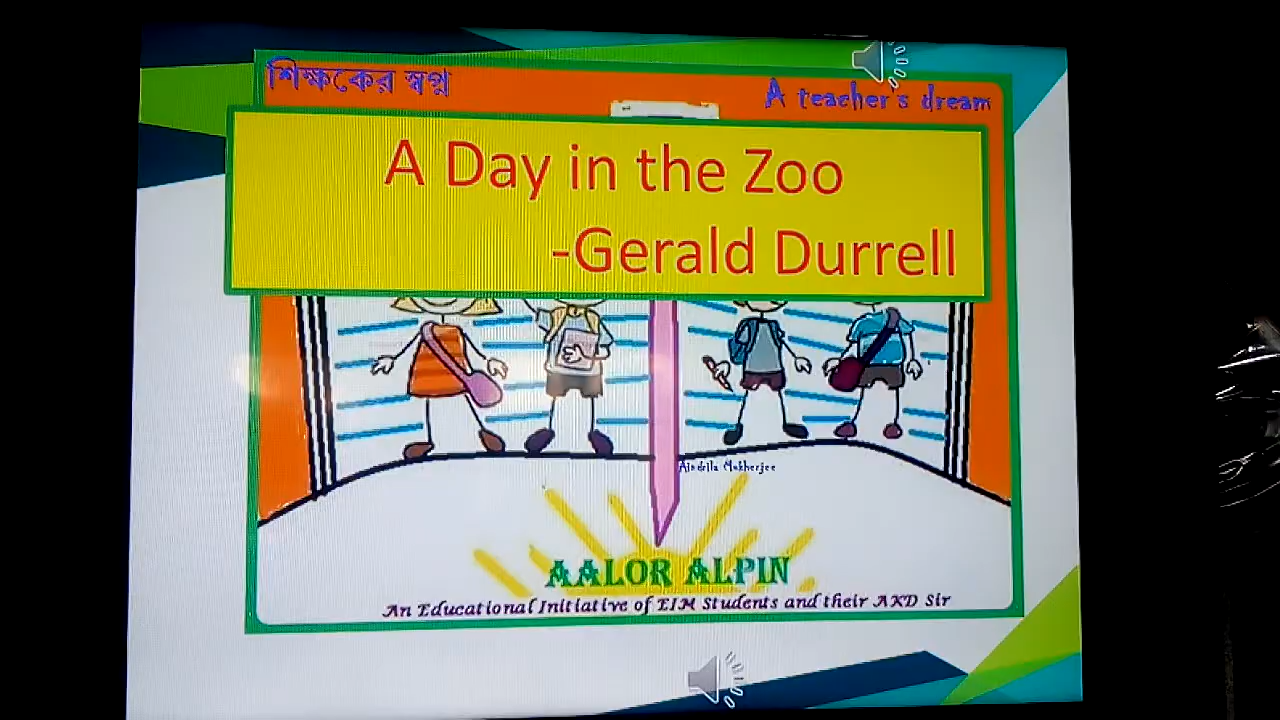 শিক্ষকের স্বপ্ন
A teacher's dream
A Day in the Zoo
-Gerald Durrell
Aindrila Mukherjee
AALOR ALPIN
An Educational Initiative of EIM Students and their AKD Sir